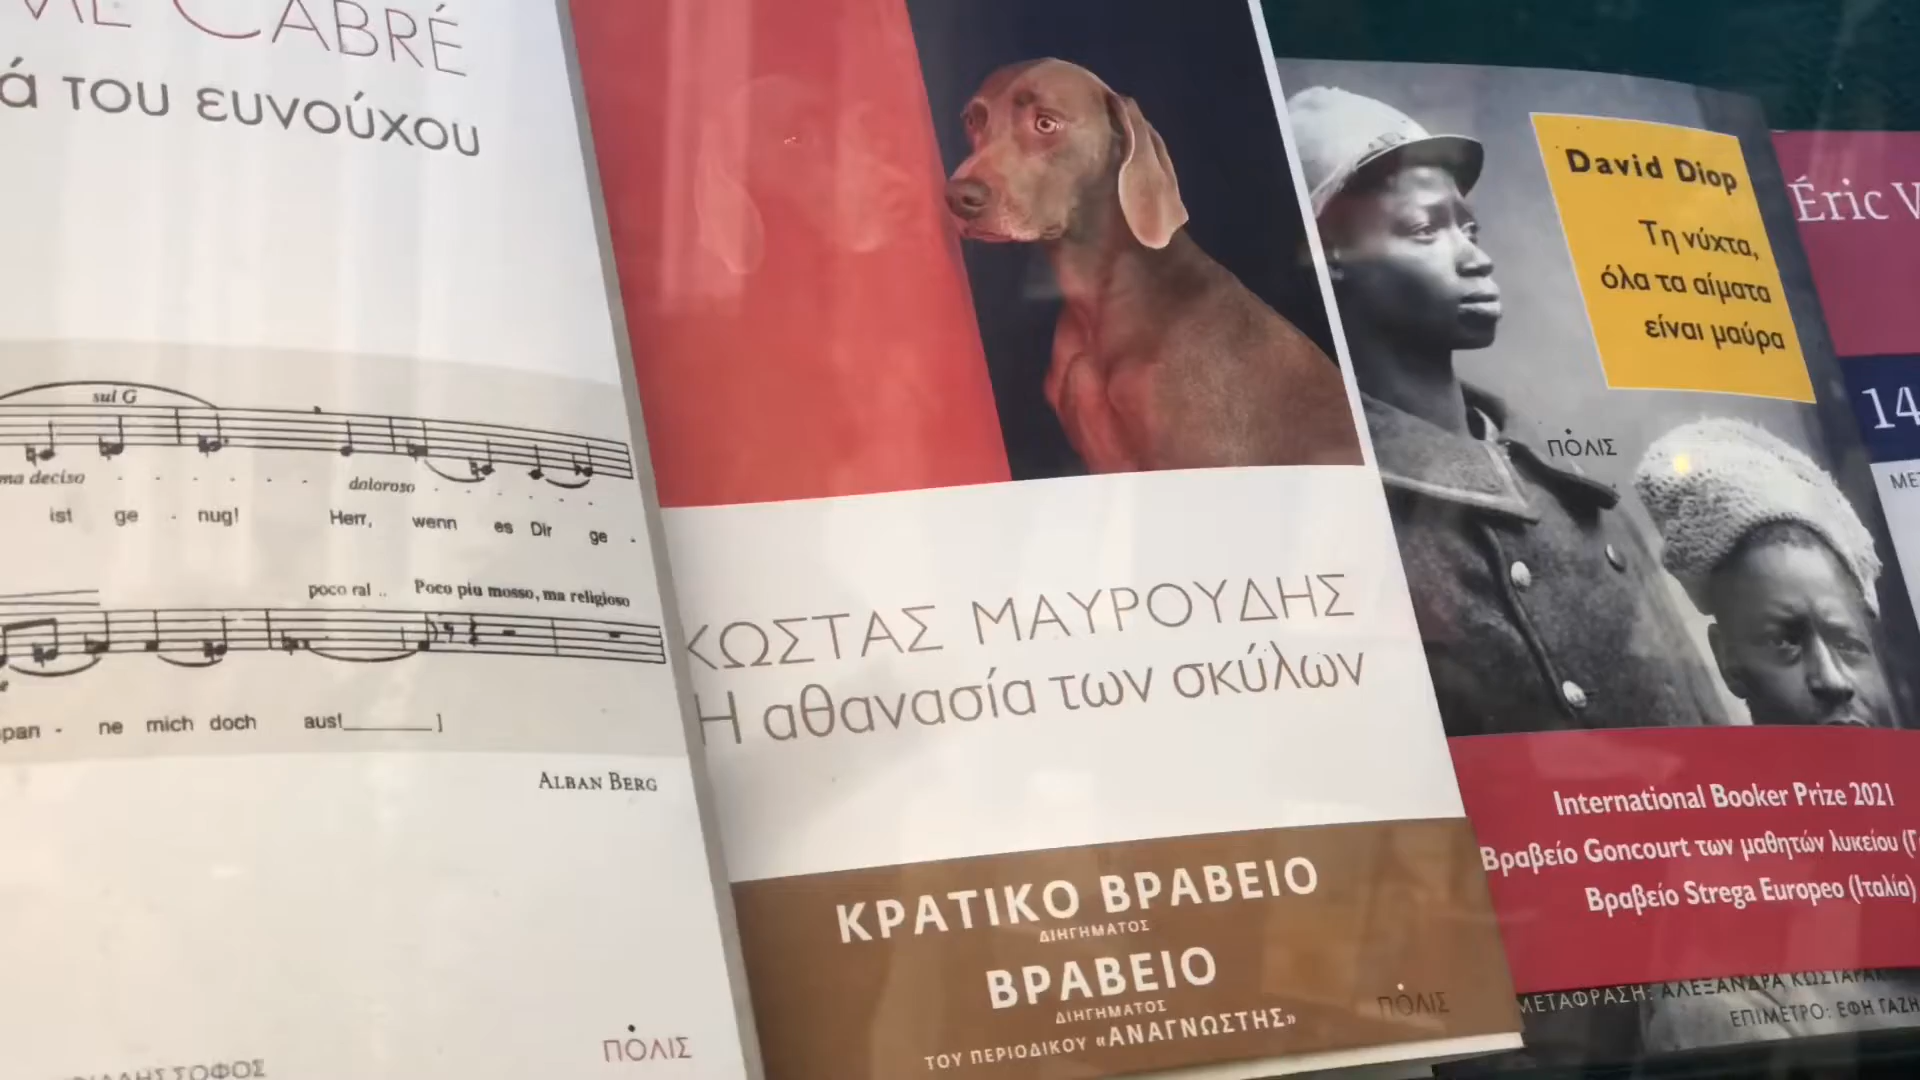 CABRÉ
του ευνούχου
sul G
ma deciso
doloroso
ist ge - nug! Herr, wenn es Dir ge -
poco ral .. Poco piu mosso, ma religioso
ne mich doch aus!______]
ALBAN BERG
ΠΟΛΙΣ
ΚΩΣΤΑΣ ΜΑΥΡΟΥΔΗΣ
Η αθανασία των σκύλων
ΚΡΑΤΙΚΟ ΒΡΑΒΕΙΟ
ΔΙΗΓΗΜΑΤΟΣ
ΒΡΑΒΕΙΟ
ΔΙΗΓΗΜΑΤΟΣ
ΤΟΥ ΠΕΡΙΟΔΙΚΟΥ «ΑΝΑΓΝΩΣΤΗΣ»
ΠΟΛΙΣ
David Diop
Τη νύχτα,
όλα τα αίματα
είναι μαύρα
ΠΟΛΙΣ
International Booker Prize 2021
Βραβείο Goncourt των μαθητών λυκείου
Βραβείο Strega Europeo (Ιταλία)
ΜΕΤΑΦΡΑΣΗ: ΑΛΕΞΑΝΔΡΑ
ΕΠΙΜΕΤΡΟ: ΕΦΗ
Éric
14